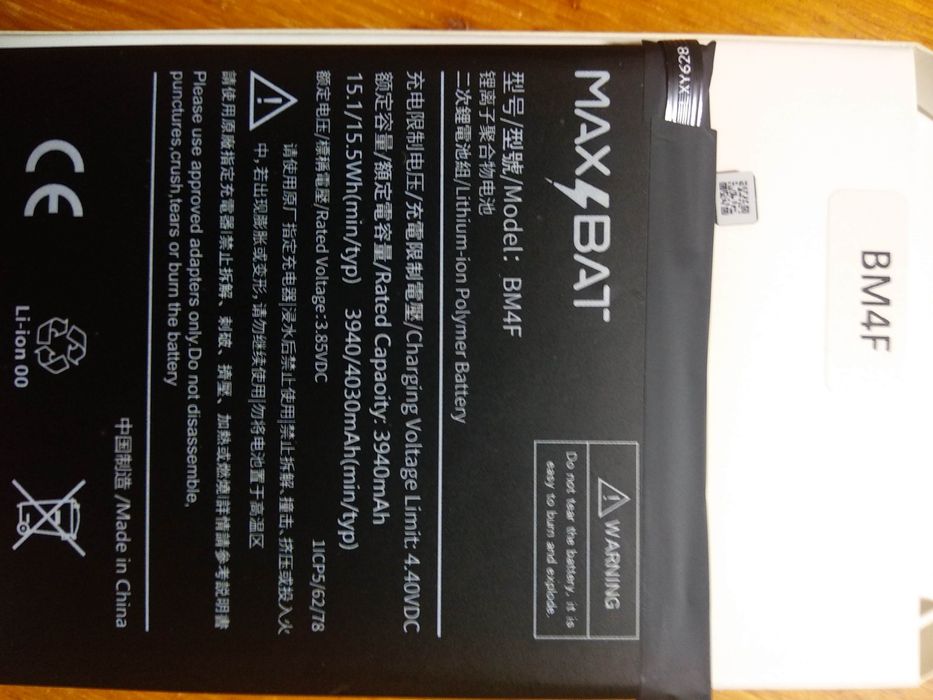 BM4F
XY628
MAXBAT
WARNING
Do not tear the battery, it is
easy to burn and explode.
型号/型號/Model: BM4F
锂离子聚合物电池
二次鋰電池組/Lithium-ion Polymer Battery
充电限制电压/充電限制電壓/Charging Voltage Limit: 4.40VDC
额定容量/額定電容量/Rated Capaoity: 3940mAh
15.1/15.5Wh(min/typ) 3940/4030mAh(min/typ)
额定电压/標稱電壓/Rated Voltage:3.85VDC 1ICP5/62/78
请使用原厂指定充电器|浸水后禁止使用|禁止拆解、撞击、挤压或投入火
中,若出现膨胀或变形,请勿继续使用|勿将电池置于高温区
請使用原廠指定充電器|禁止拆解、刺破、擠壓、加熱或燃燒|詳情請參考説明書
Please use approved adapters only.Do not disassemble,
punctures,crush,tears or burn the battery
中国制造 /Made in China
CE
Li-ion 00